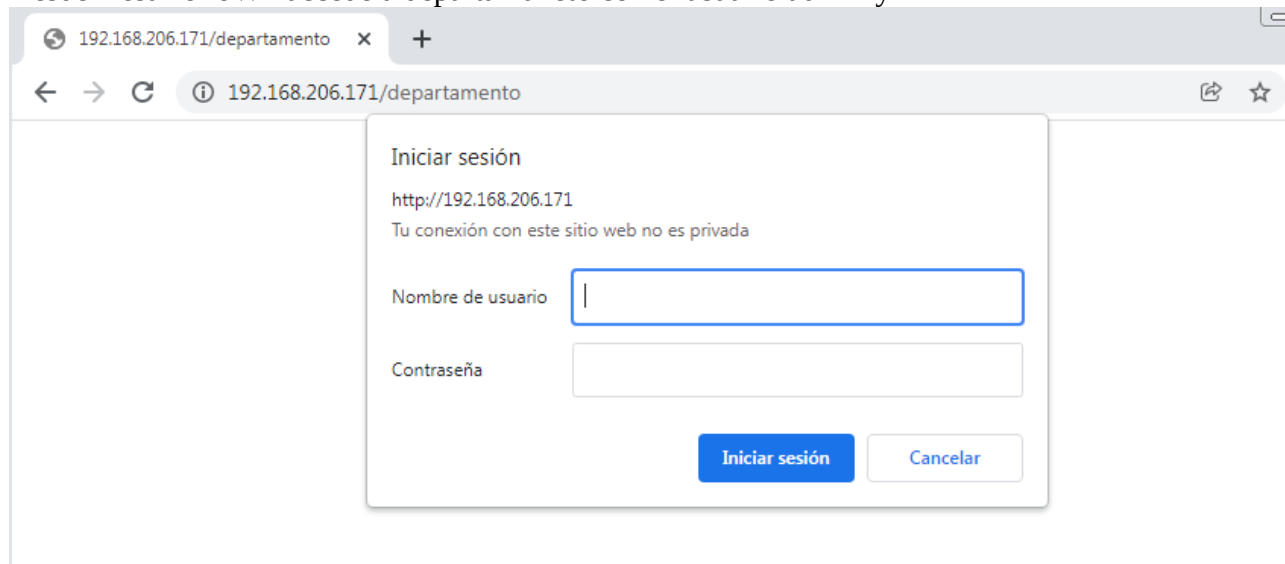 192.168.206.171/departamento
192.168.206.171/departamento
Iniciar sesión
http://192.168.206.171
Tu conexión con este sitio web no es privada
Nombre de usuario
Contraseña
Iniciar sesión Cancelar